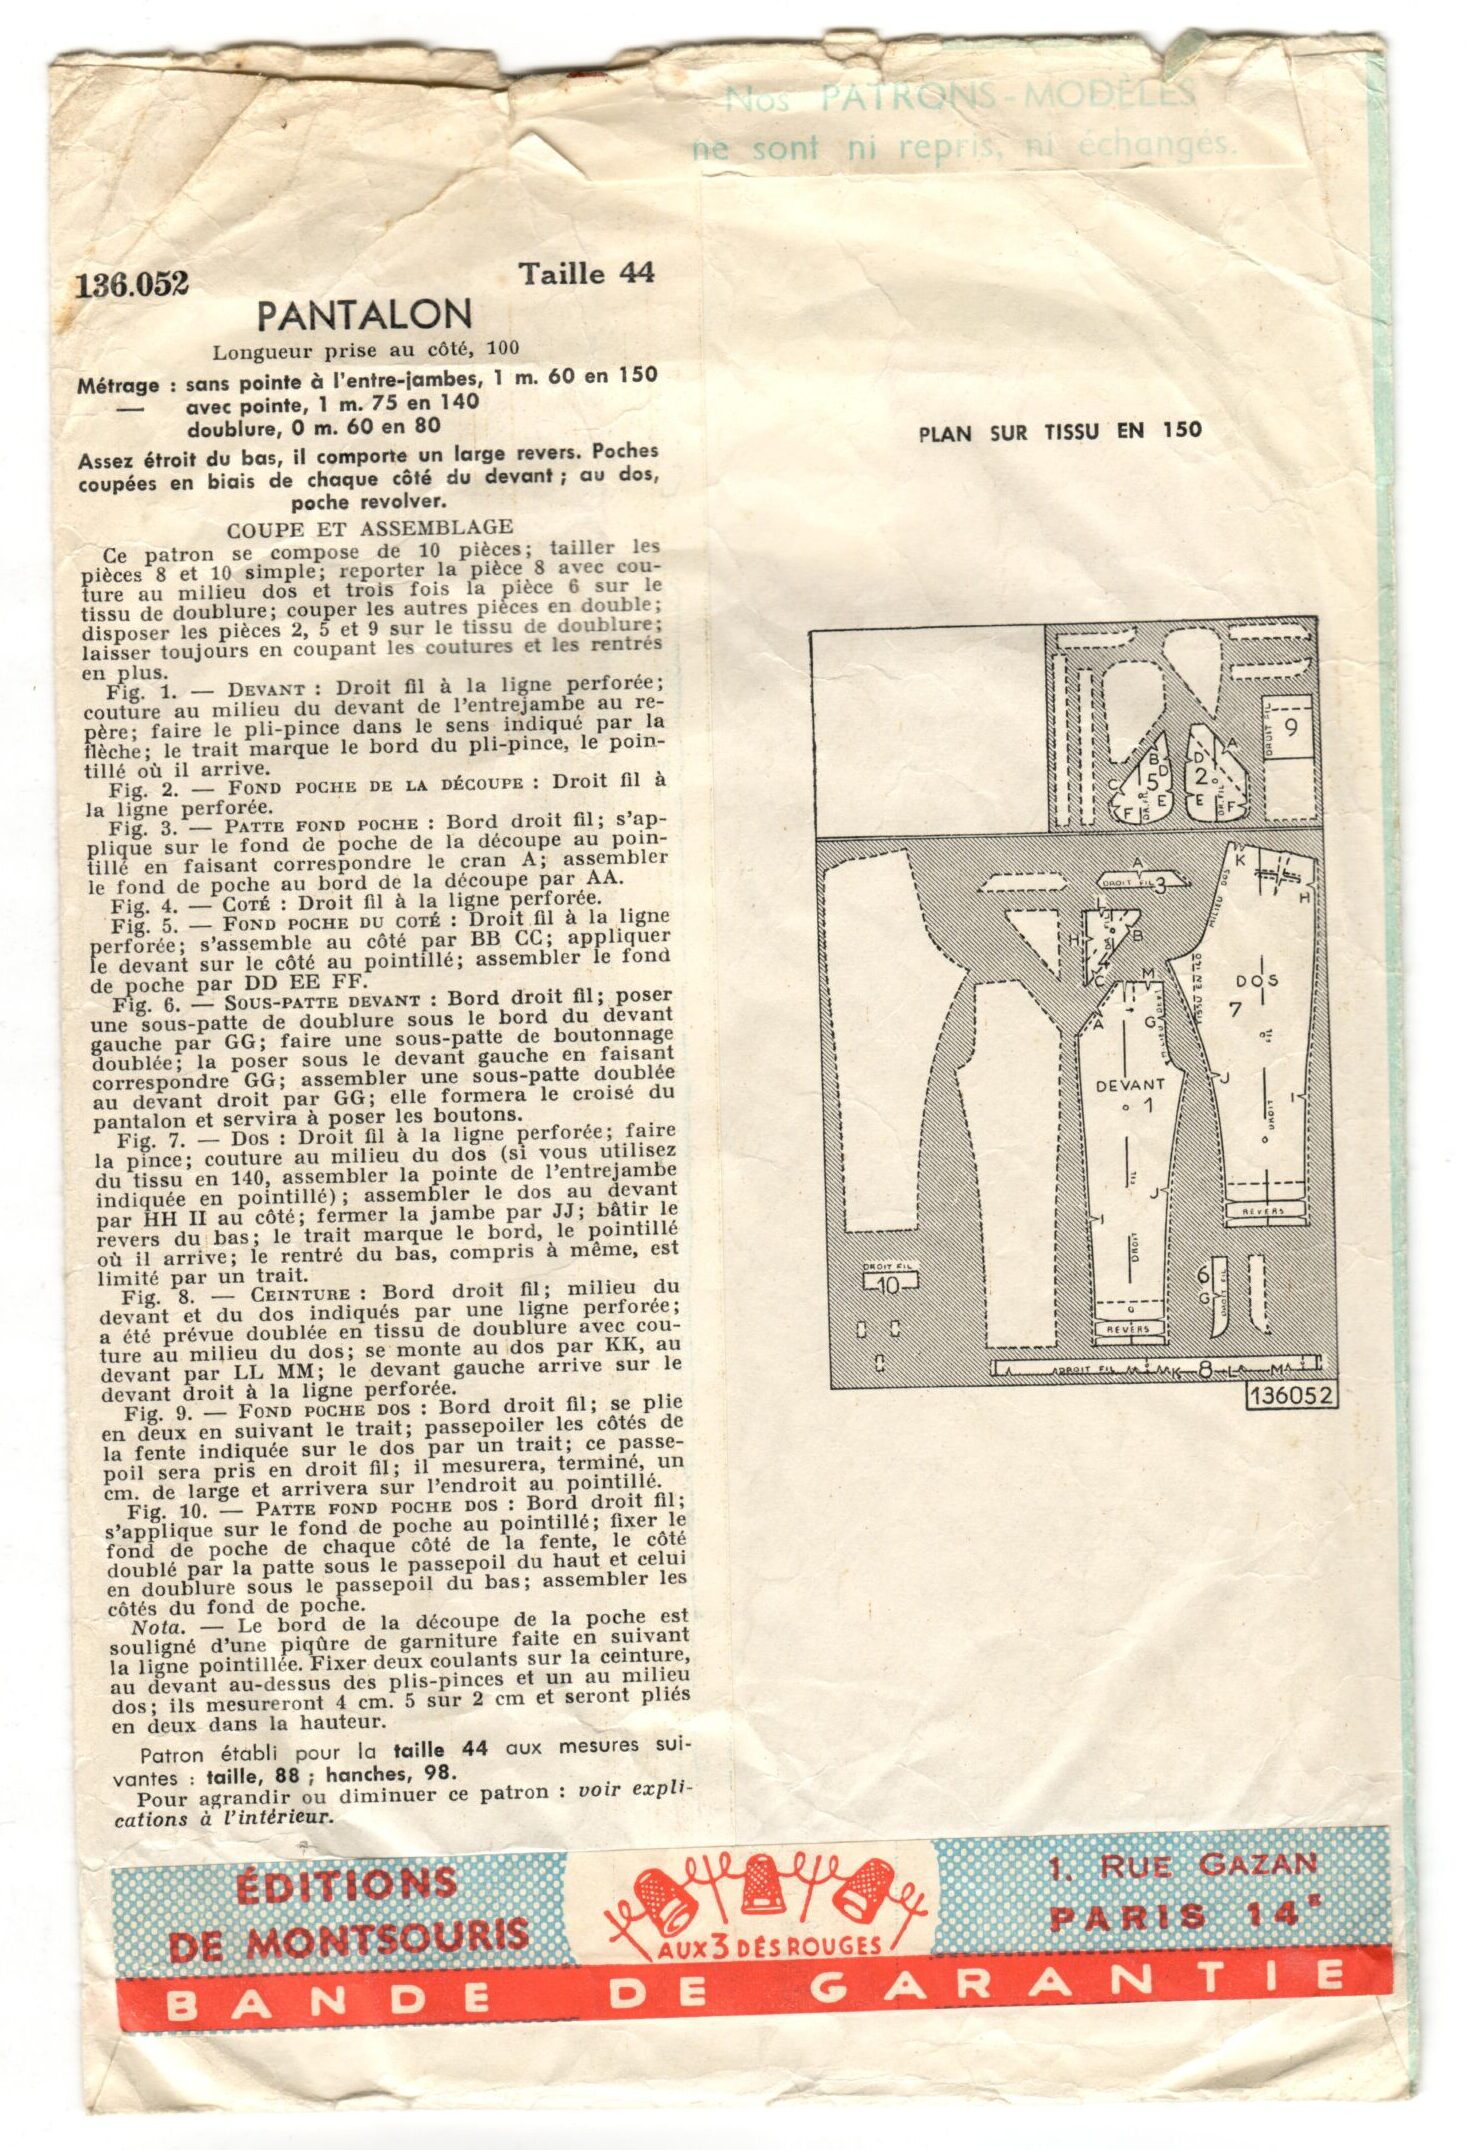 Nos PATRONS-MODÈLES
ne sont ni repris, ni échangés.
136.052
Taille 44
PANTALON
Longueur prise au côté, 100
Métrage : sans pointe à l'entre-jambes, 1 m. 60 en 150
— avec pointe, 1 m. 75 en 140
doublure, 0 m. 60 en 80
Assez étroit du bas, il comporte un large revers. Poches
coupées en biais de chaque côté du devant ; au dos,
poche revolver.
COUPE ET ASSEMBLAGE
Ce patron se compose de 10 pièces; tailler les
pièces 8 et 10 simple; reporter la pièce 8 avec cou-
ture au milieu dos et trois fois la pièce 6 sur le
tissu de doublure; couper les autres pièces en double;
disposer les pièces 2, 5 et 9 sur le tissu de doublure;
laisser toujours en coupant les coutures et les rentrés
en plus.
Fig. 1. — DEVANT : Droit fil à la ligne perforée;
couture au milieu du devant de l'entrejambe au re-
père; faire le pli-pince dans le sens indiqué par la
flèche; le trait marque le bord du pli-pince, le poin-
tillé où il arrive.
Fig. 2. — FOND POCHE DE LA DÉCOUPE : Droit fil à
la ligne perforée.
Fig. 3. — PATTE FOND POCHE : Bord droit fil; s'ap-
plique sur le fond de poche de la découpe au poin-
tillé en faisant correspondre le cran A; assembler
le fond de poche au bord de la découpe par AA.
Fig. 4. — COTÉ : Droit fil à la ligne perforée.
Fig. 5. — FOND POCHE DU COTÉ : Droit fil à la ligne
perforée; s'assemble au côté par BB CC; appliquer
le devant sur le côté au pointillé; assembler le fond
de poche par DD EE FF.
Fig. 6. — SOUS-PATTE DEVANT : Bord droit fil; poser
une sous-patte de doublure sous le bord du devant
gauche par GG; faire une sous-patte de boutonnage
doublée; la poser sous le devant gauche en faisant
correspondre GG; assembler une sous-patte doublée
au devant droit par GG; elle formera le croisé du
pantalon et servira à poser les boutons.
Fig. 7. — DOS : Droit fil à la ligne perforée; faire
la pince; couture au milieu du dos (si vous utilisez
du tissu en 140, assembler la pointe de l'entrejambe
indiquée en pointillé); assembler le dos au devant
par HH II au côté; fermer la jambe par JJ; bâtir le
revers du bas; le trait marque le bord, le pointillé
où il arrive; le rentré du bas, compris à même, est
limité par un trait.
Fig. 8. — CEINTURE : Bord droit fil; milieu du
devant et du dos indiqués par une ligne perforée;
a été prévue doublée en tissu de doublure avec cou-
ture au milieu du dos; se monte au dos par KK, au
devant par LL MM; le devant gauche arrive sur le
devant droit à la ligne perforée.
Fig. 9. — FOND POCHE DOS : Bord droit fil; se plie
en deux en suivant le trait; passepoiler les côtés de
la fente indiquée sur le dos par un trait; ce passe-
poil sera pris en droit fil; il mesurera, terminé, un
cm. de large et arrivera sur l'endroit au pointillé.
Fig. 10. — PATTE FOND POCHE DOS : Bord droit fil;
s'applique sur le fond de poche au pointillé; fixer le
fond de poche de chaque côté de la fente, le côté
doublé par la patte sous le passepoil du haut et celui
en doublure sous le passepoil du bas; assembler les
côtés du fond de poche.
Nota. — Le bord de la découpe de la poche est
souligné d'une piqûre de garniture faite en suivant
la ligne pointillée. Fixer deux coulants sur la ceinture,
au devant au-dessus des plis-pinces et un au milieu
dos; ils mesureront 4 cm. 5 sur 2 cm et seront pliés
en deux dans la hauteur.
Patron établi pour la taille 44 aux mesures sui-
vantes : taille, 88 ; hanches, 98.
Pour agrandir ou diminuer ce patron : voir expli-
cations à l'intérieur.
PLAN SUR TISSU EN 150
DROIT FIL
9
B
D
5
C
F
E
DR. FIL
A
D
2
E
F
DR. FIL
A
DROIT FIL 3
K
MILIEU DOS
H
L
H
B
C
M
A
G
MILIEU DEVANT
TISSU EN 140
DOS
7
FIL
J
I
DROIT
REVERS
DEVANT
1
FIL
J
I
DROIT
REVERS
DROIT FIL
10
6
G
DROIT FIL
DROIT FIL M MK 8 L M
136052
ÉDITIONS
DE MONTSOURIS
AUX 3 DÉS ROUGES
1. RUE GAZAN
PARIS 14E
BANDE DE GARANTIE